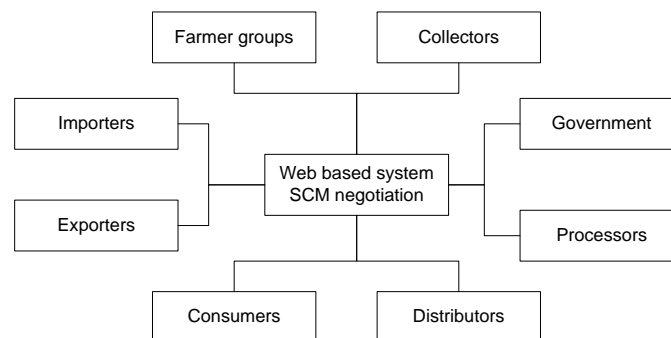 Farmer groups
Collectors
Importers
Government
Web based system
SCM negotiation
Exporters
Processors
Consumers
Distributors